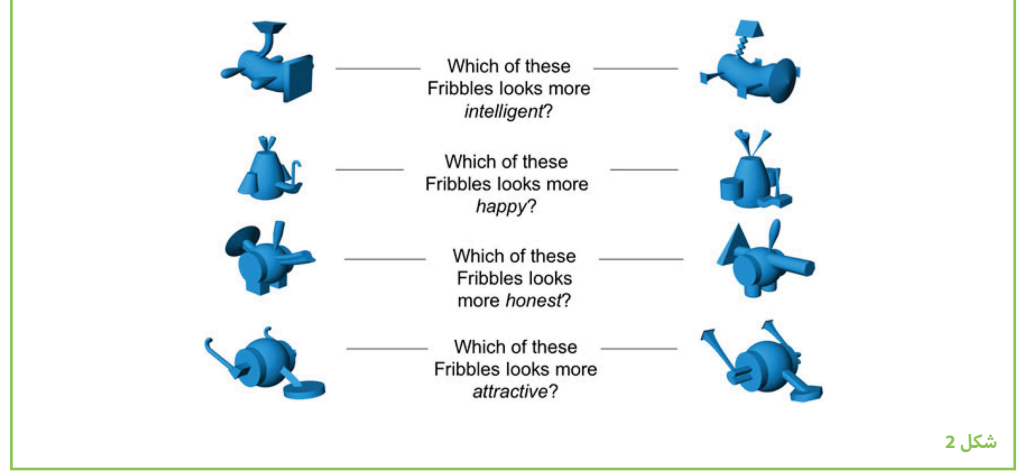 Which of these
Fribbles looks more
intelligent?
Which of these
Fribbles looks more
happy?
Which of these
Fribbles looks
more honest?
Which of these
Fribbles looks more
attractive?
شكل 2